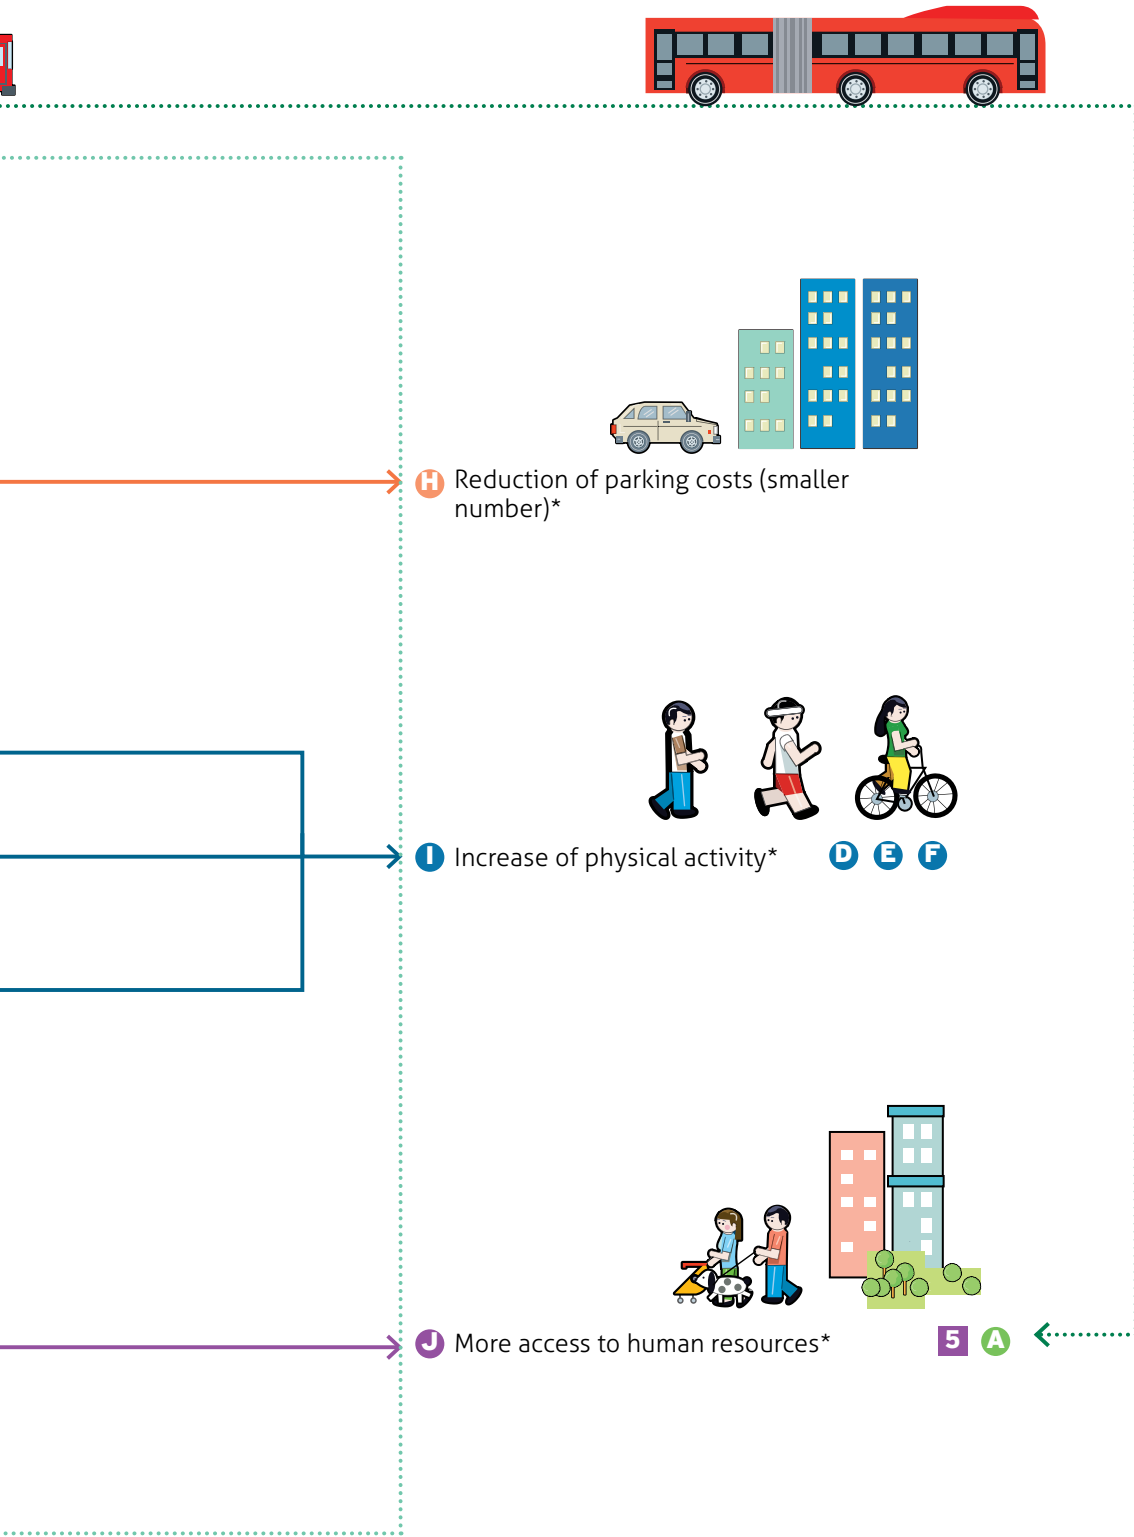 H Reduction of parking costs (smaller
number)*
I Increase of physical activity* D E F
J More access to human resources* 5 A